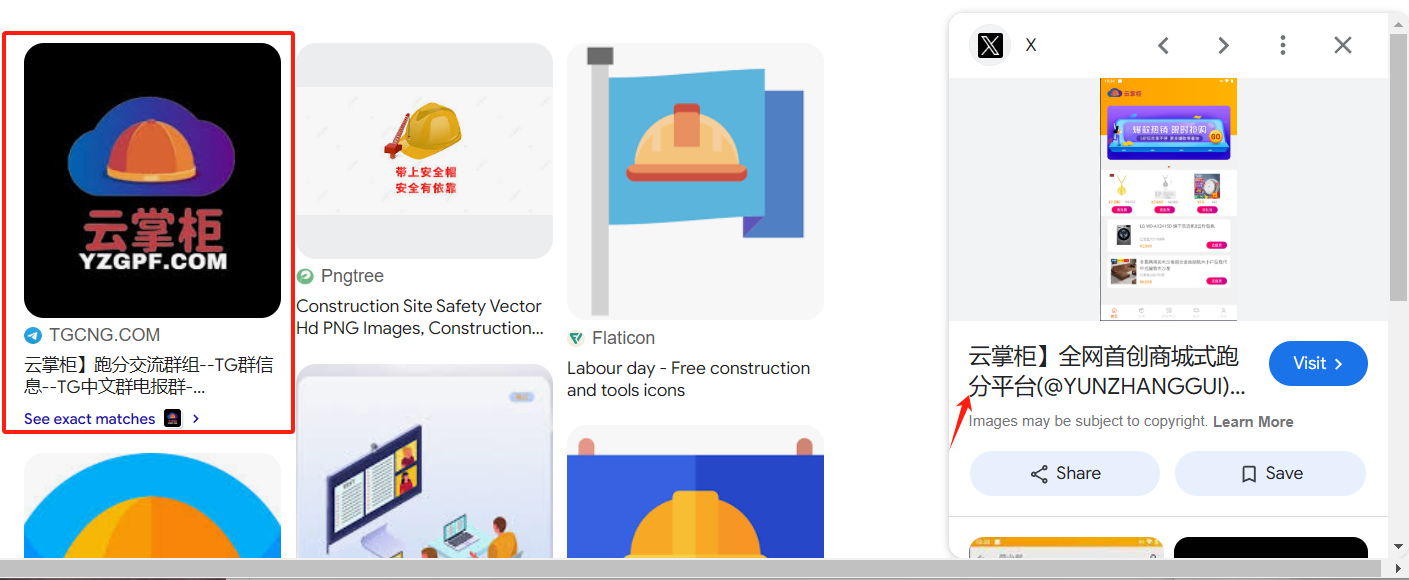 云掌柜
YZGPF.COM
TGCNG.COM
云掌柜】跑分交流群组--TG群信
息--TG中文群电报群-...
See exact matches
带上安全帽
安全有依靠
Pngtree
Construction Site Safety Vector
Hd PNG Images, Construction...
Flaticon
Labour day - Free construction
and tools icons
X
云掌柜
爆款热销 限时抢购
GO
云掌柜】全网首创商城式跑
分平台(@YUNZHANGGUI)...
Visit
Images may be subject to copyright. Learn More
Share
Save